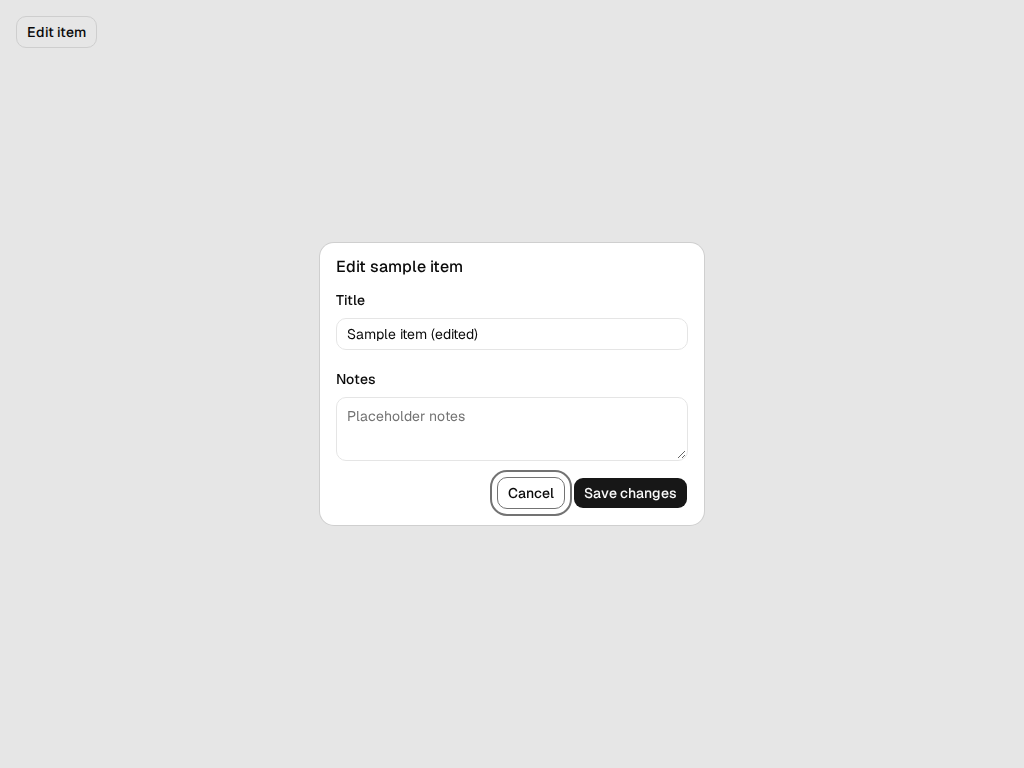 Edit item
Edit sample item
Title
Sample item (edited)
Notes
Placeholder notes
Cancel
Save changes